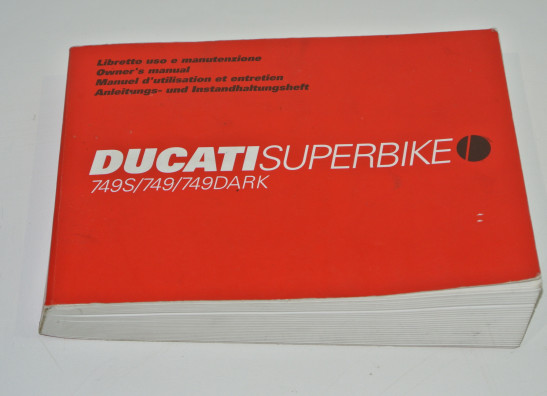 Libretto uso e manutenzione
Owner's manual
Manuel d'utilisation et entretien
Anleitungs- und Instandhaltungsheft
DUCATISUPERBIKE
749S/749/749DARK